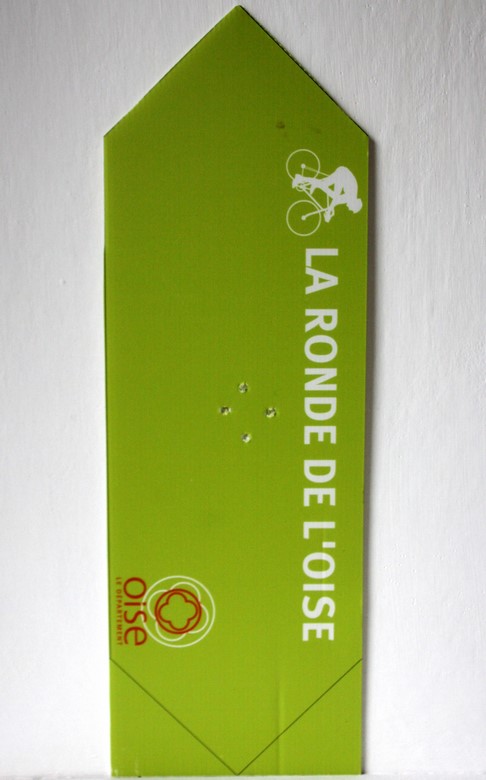 LA RONDE DE L'OISE
oise
LE DÉPARTEMENT